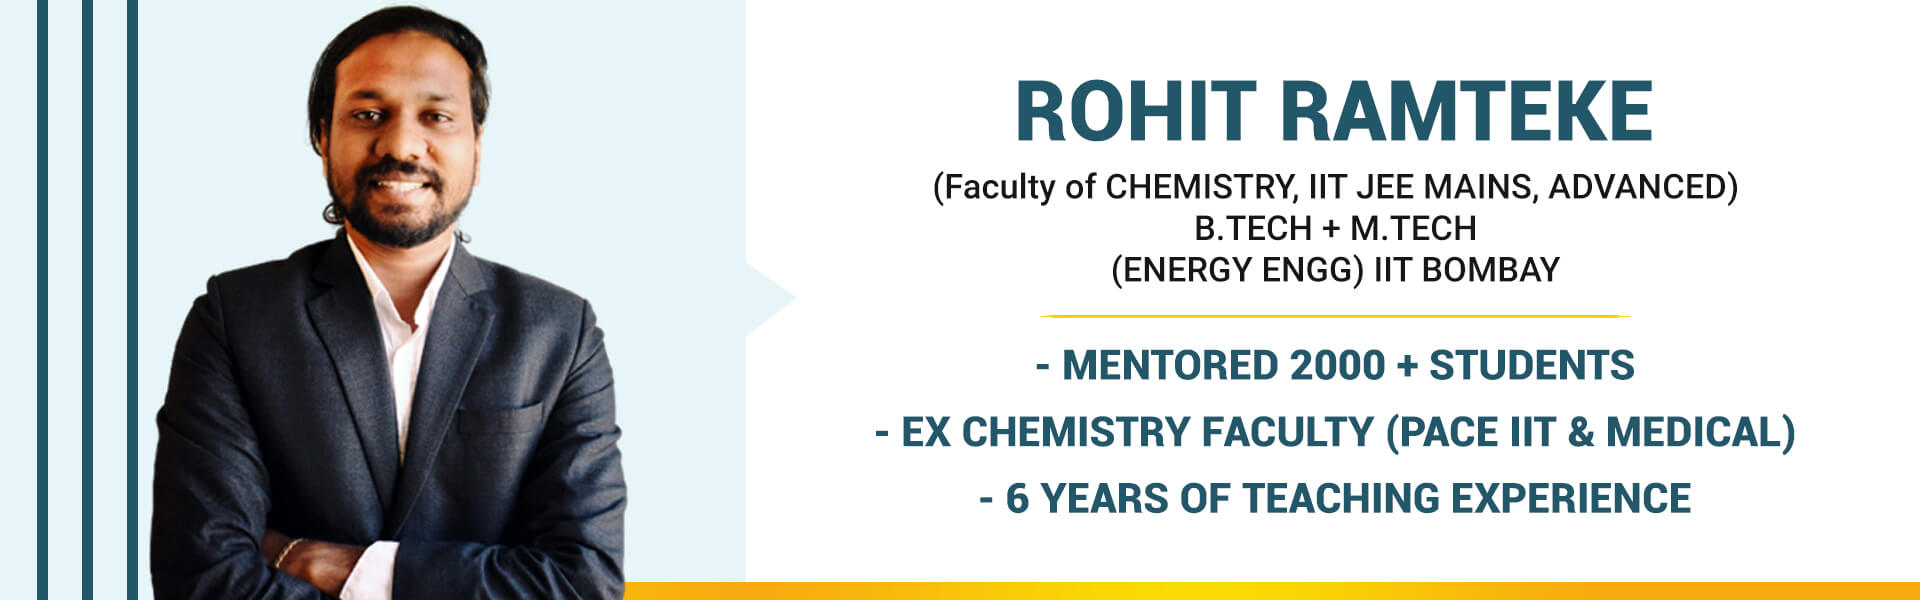 ROHIT RAMTEKE
(Faculty of CHEMISTRY, IIT JEE MAINS, ADVANCED)
B.TECH + M.TECH
(ENERGY ENGG) IIT BOMBAY
- MENTORED 2000 + STUDENTS
- EX CHEMISTRY FACULTY (PACE IIT & MEDICAL)
- 6 YEARS OF TEACHING EXPERIENCE